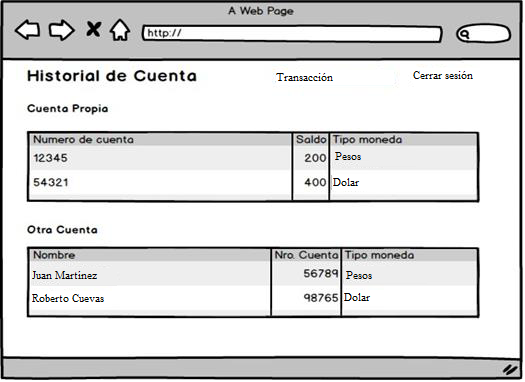 A Web Page
http://
Historial de Cuenta
Transacción
Cerrar sesión
Cuenta Propia
Numero de cuenta Saldo Tipo moneda
12345 200 Pesos
54321 400 Dolar
Otra Cuenta
Nombre Nro. Cuenta Tipo moneda
Juan Martínez 56789 Pesos
Roberto Cuevas 98765 Dolar